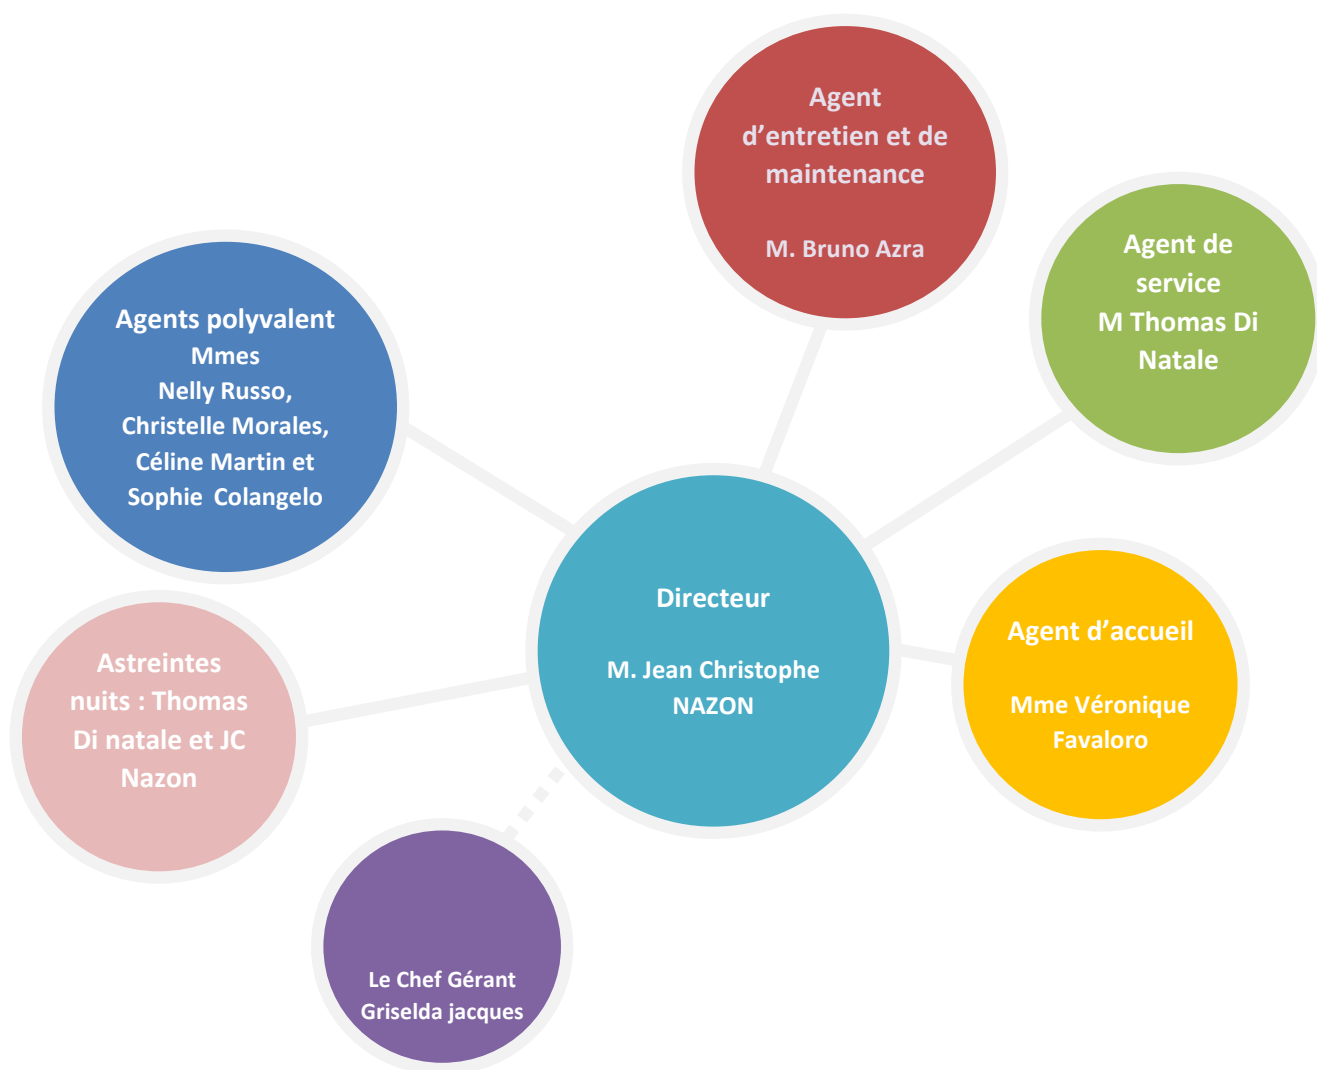 Agent
d’entretien et de
maintenance
M. Bruno Azra
Agent de
service
M Thomas Di
Natale
Agents polyvalent
Mmes
Nelly Russo,
Christelle Morales,
Céline Martin et
Sophie Colangelo
Directeur
M. Jean Christophe
NAZON
Agent d’accueil
Mme Véronique
Favaloro
Astreintes
nuits : Thomas
Di natale et JC
Nazon
Le Chef Gérant
Griselda jacques